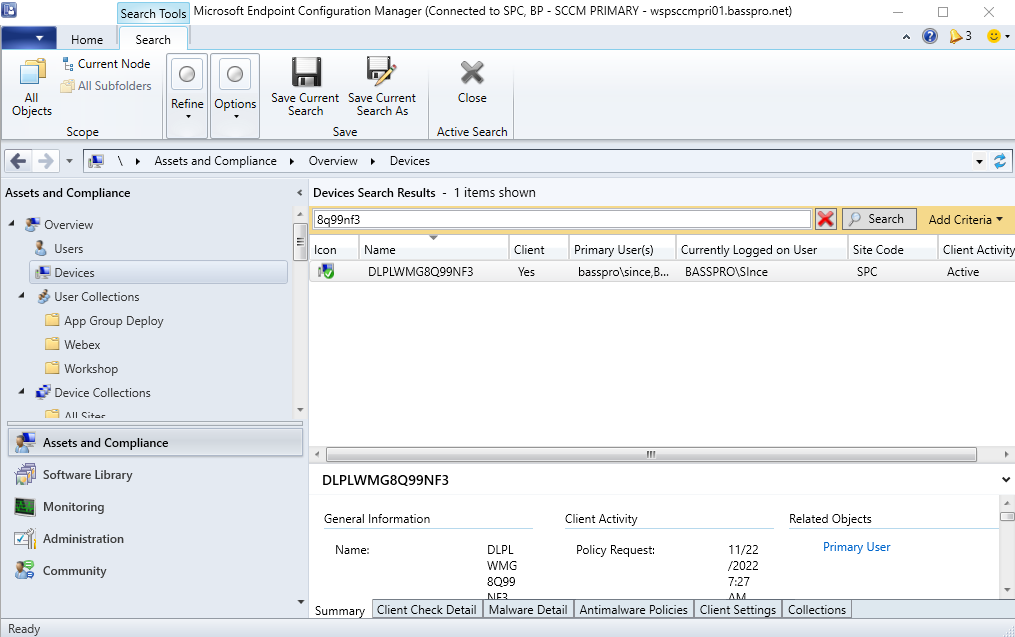 Search Tools Microsoft Endpoint Configuration Manager (Connected to SPC, BP - SCCM PRIMARY - wspsccmpri01.basspro.net)
Home Search 3
All Objects
Current Node
All Subfolders
Scope
Refine
Options
Save Current Search
Save Current Search As
Save
Close
Active Search
\ Assets and Compliance Overview Devices
Assets and Compliance
Overview
Users
Devices
User Collections
App Group Deploy
Webex
Workshop
Device Collections
All Sites
Assets and Compliance
Software Library
Monitoring
Administration
Community
Devices Search Results - 1 items shown
8q99nf3 Search Add Criteria
Icon Name Client Primary User(s) Currently Logged on User Site Code Client Activity
DLPLWMG8Q99NF3 Yes basspro\since,B... BASSPRO\SInce SPC Active
DLPLWMG8Q99NF3
General Information Client Activity Related Objects
Name: DLPL Policy Request: 11/22 Primary User
WMG /2022
8Q99 7:27
NF3 AM
Summary Client Check Detail Malware Detail Antimalware Policies Client Settings Collections
Ready